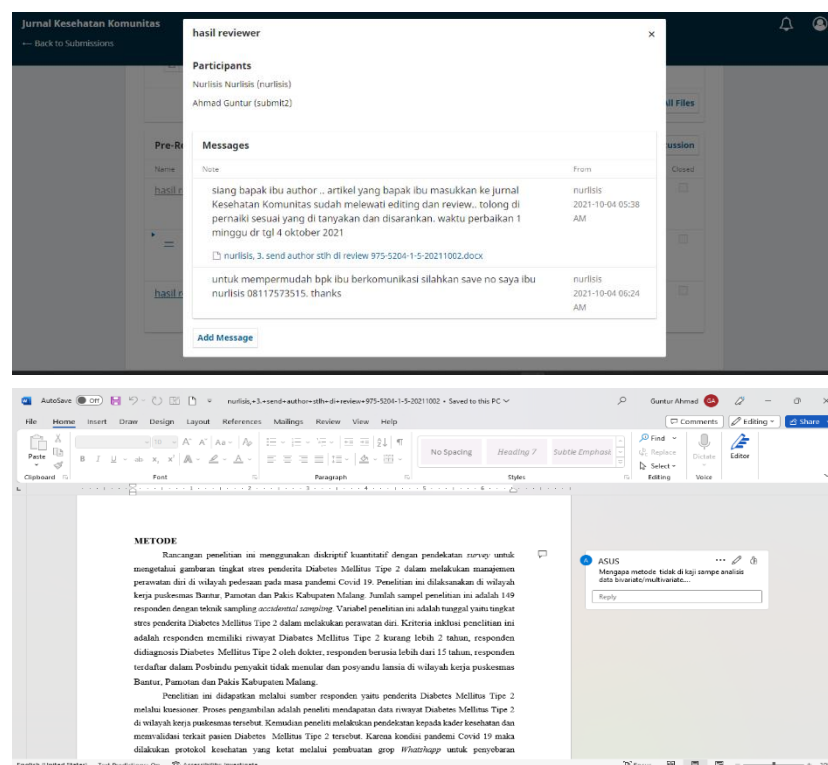 Jurnal Kesehatan Komunitas
← Back to Submissions
hasil reviewer
×
Participants
Nurlisis Nurlisis (nurlisis)
Ahmad Guntur (submit2)
All Files
Pre-Re
ussion
Messages
Name
Note
From
Closed
hasil r
siang bapak ibu author .. artikel yang bapak ibu masukkan ke jurnal
Kesehatan Komunitas sudah melewati editing dan review.. tolong di
pernaiki sesuai yang di tanyakan dan disarankan. waktu perbaikan 1
minggu dr tgl 4 oktober 2021
nurlisis
2021-10-04 05:38
AM
nurlisis, 3. send author stlh di review 975-5204-1-5-20211002.docx
hasil r
untuk mempermudah bpk ibu berkomunikasi silahkan save no saya ibu
nurlisis 08117573515. thanks
nurlisis
2021-10-04 06:24
AM
Add Message
AutoSave Off nurlisis,+3.+send+author+stlh+di+review+975-5204-1-5-20211002 • Saved to this PC Guntur Ahmad GA
File Home Insert Draw Design Layout References Mailings Review View Help Comments Editing Share
Paste
B I U ab x, x² A
Aa
No Spacing Heading 7 Subtle Emphasi
Find
Replace
Select
Dictate
Editor
Clipboard Font Paragraph Styles Editing Voice
METODE
Rancangan penelitian ini menggunakan diskriptif kuantitatif dengan pendekatan survey untuk
mengetahui gambaran tingkat stres penderita Diabetes Mellitus Tipe 2 dalam melakukan manajemen
perawatan diri di wilayah pedesaan pada masa pandemi Covid 19. Penelitian ini dilaksanakan di wilayah
kerja puskesmas Bantur, Pamotan dan Pakis Kabupaten Malang. Jumlah sampel penelitian ini adalah 149
responden dengan teknik sampling accidental sampling. Variabel penelitian ini adalah tunggal yaitu tingkat
stres penderita Diabetes Mellitus Tipe 2 dalam melakukan perawatan diri. Kriteria inklusi penelitian ini
adalah responden memiliki riwayat Diabates Mellitus Tipe 2 kurang lebih 2 tahun, responden
didiagnosis Diabetes Mellitus Tipe 2 oleh dokter, responden berusia lebih dari 15 tahun, responden
terdaftar dalam Posbindu penyakit tidak menular dan posyandu lansia di wilayah kerja puskesmas
Bantur, Pamotan dan Pakis Kabupaten Malang.
Penelitian ini didapatkan melalui sumber responden yaitu penderita Diabetes Mellitus Tipe 2
melalui kuesioner. Proses pengambilan adalah peneliti mendapatan data riwayat Diabetes Mellitus Tipe 2
di wilayah kerja puskesmas tersebut. Kemudian peneliti melakukan pendekatan kepada kader kesehatan dan
memvalidasi terkait pasien Diabetes Mellitus Tipe 2 tersebut. Karena kondisi pandemi Covid 19 maka
dilakukan protokol kesehatan yang ketat melalui pembuatan grop Whatshapp untuk penyebaran
A ASUS
Mengapa metode tidak di kaji sampe analisis
data bivariate/multivariate....
Reply